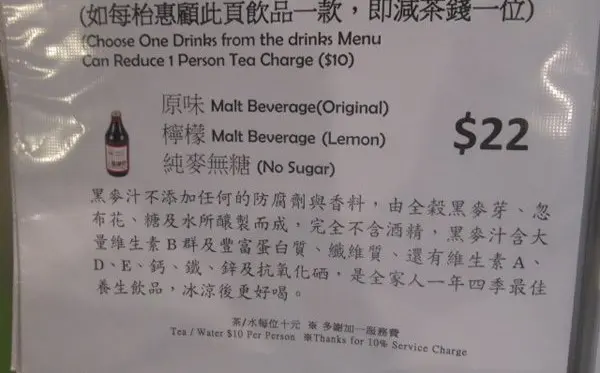 (如每枱惠顧此頁飲品一款，即減茶錢一位)
(Choose One Drinks from the drinks Menu
Can Reduce 1 Person Tea Charge ($10)
原味 Malt Beverage(Original)
檸檬 Malt Beverage (Lemon)
$22
純麥無糖 (No Sugar)
黑麥汁不添加任何的防腐劑與香料，由全穀黑麥芽、忽
布花、糖及水所釀製而成，完全不含酒精，黑麥汁含大
量維生素B群及豐富蛋白質、纖維質、還有維生素A、
D、E、鈣、鐵、鋅及抗氧化硒，是全家人一年四季最佳
養生飲品，冰涼後更好喝。
茶/水每位十元 ※ 多謝加一服務費
Tea / Water $10 Per Person ※Thanks for 10% Service Charge